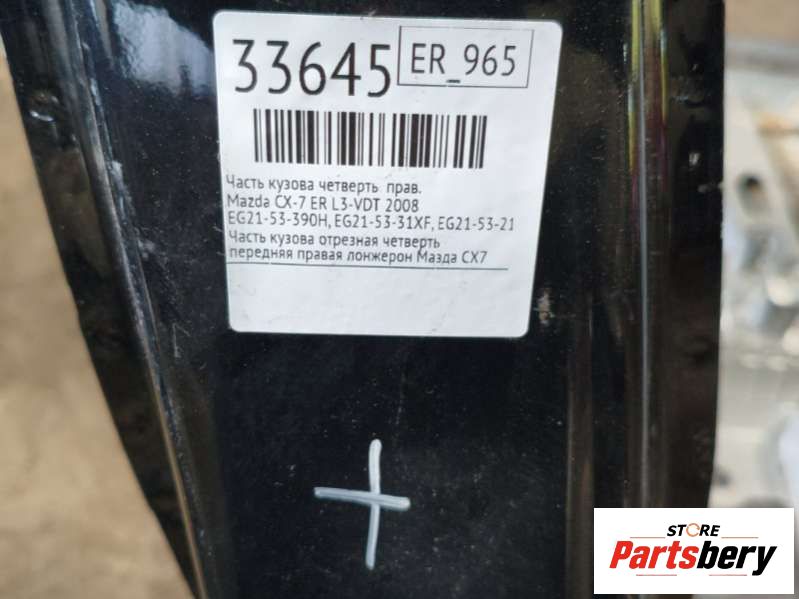 33645 ER_965
Часть кузова четверть прав.
Mazda CX-7 ER L3-VDT 2008
EG21-53-390H, EG21-53-31XF, EG21-53-21
Часть кузова отрезная четверть
передняя правая лонжерон Мазда CX7
STORE
Partsbery